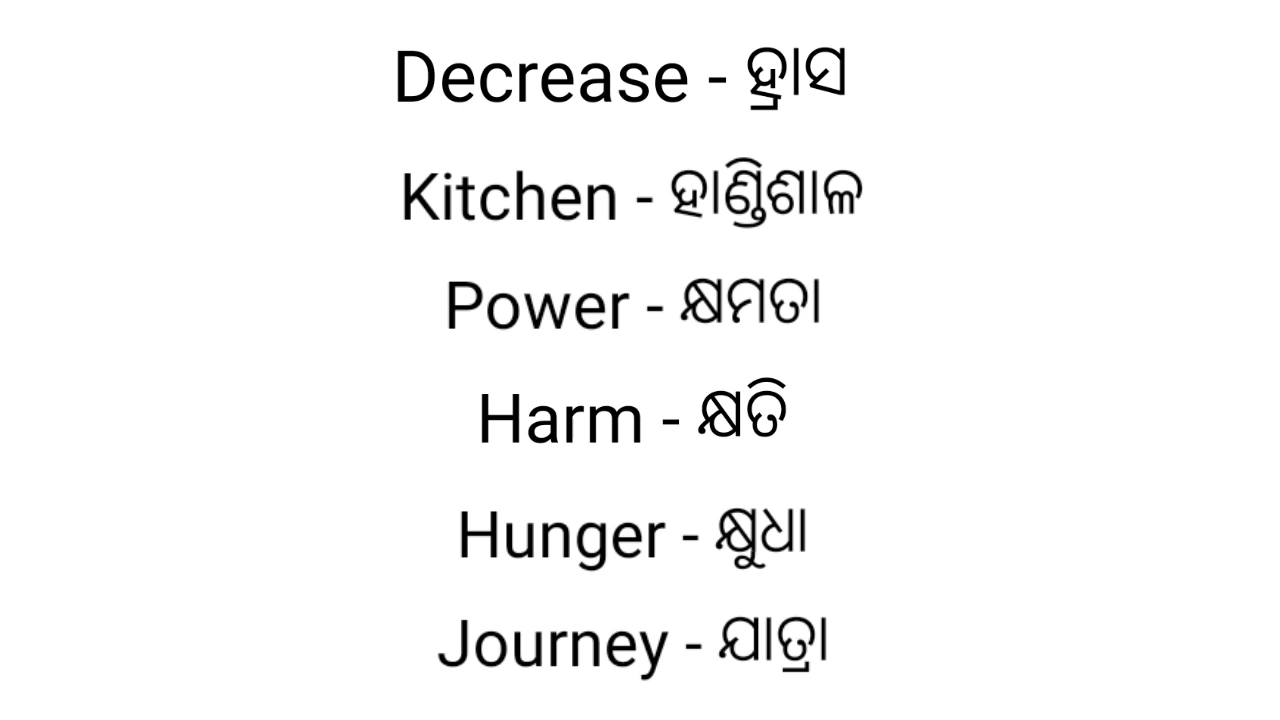 Decrease - ହ୍ରାସ
Kitchen - ହାଣ୍ଡିଶାଳ
Power - କ୍ଷମତା
Harm - କ୍ଷତି
Hunger - କ୍ଷୁଧା
Journey - ଯାତ୍ରା